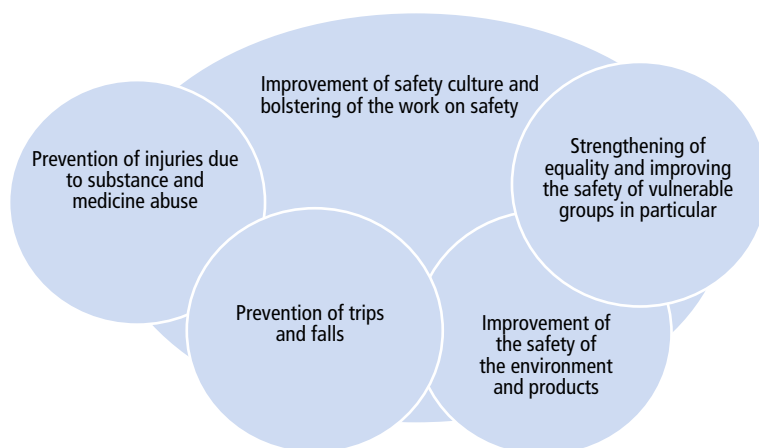 Improvement of safety culture and
bolstering of the work on safety
Prevention of injuries due
to substance and
medicine abuse
Strengthening of
equality and improving
the safety of vulnerable
groups in particular
Prevention of trips
and falls
Improvement of
the safety of
the environment
and products